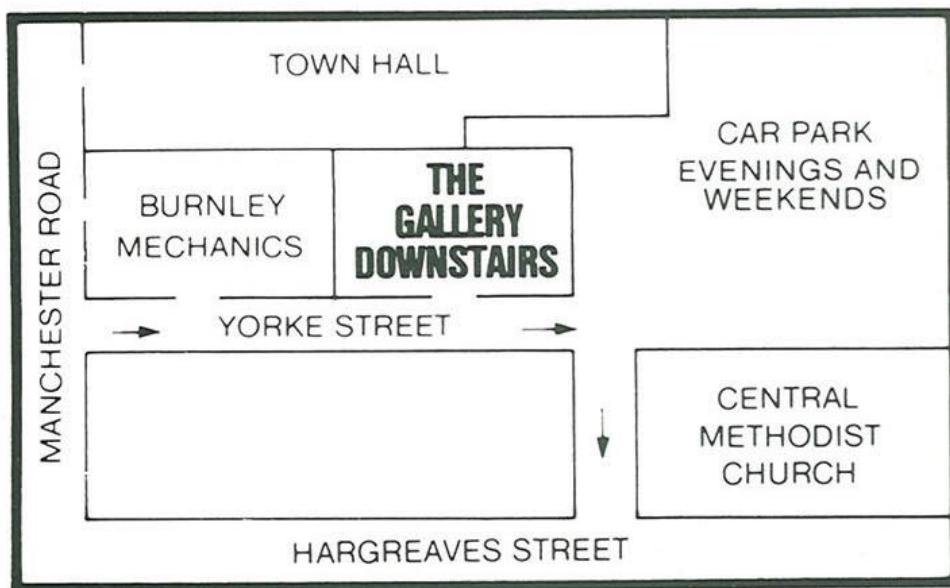 TOWN HALL
CAR PARK
EVENINGS AND
WEEKENDS
MANCHESTER ROAD
BURNLEY
MECHANICS
THE
GALLERY
DOWNSTAIRS
YORKE STREET
CENTRAL
METHODIST
CHURCH
HARGREAVES STREET